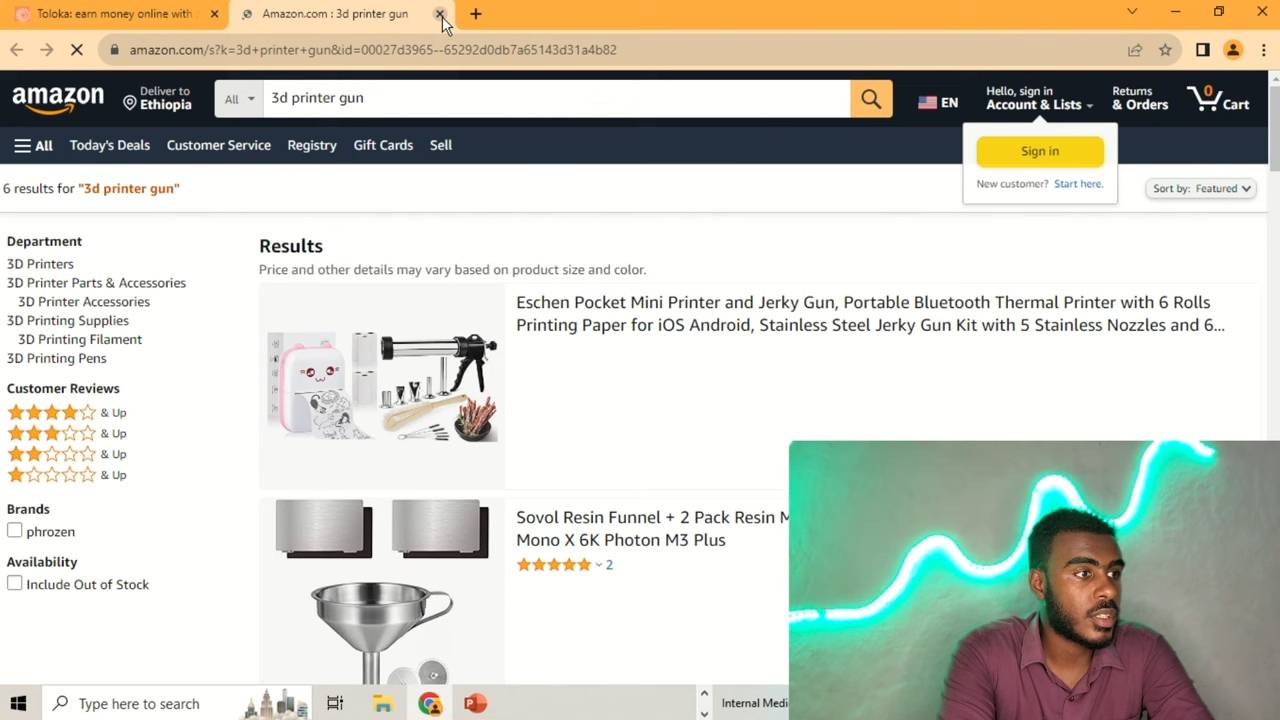 Toloka: earn money online with
Amazon.com : 3d printer gun
amazon.com/s?k=3d+printer+gun&id=00027d3965--65292d0db7a65143d31a4b82
amazon
Deliver to
Ethiopia
All
3d printer gun
EN
Hello, sign in
Account & Lists
Returns
& Orders
0
Cart
All
Today's Deals
Customer Service
Registry
Gift Cards
Sell
Sign in
New customer? Start here.
6 results for "3d printer gun"
Sort by: Featured
Department
3D Printers
3D Printer Parts & Accessories
3D Printer Accessories
3D Printing Supplies
3D Printing Filament
3D Printing Pens
Customer Reviews
& Up
& Up
& Up
& Up
Brands
phrozen
Availability
Include Out of Stock
Results
Price and other details may vary based on product size and color.
Eschen Pocket Mini Printer and Jerky Gun, Portable Bluetooth Thermal Printer with 6 Rolls
Printing Paper for iOS Android, Stainless Steel Jerky Gun Kit with 5 Stainless Nozzles and 6...
Sovol Resin Funnel + 2 Pack Resin M
Mono X 6K Photon M3 Plus
2
Type here to search
Internal Medi